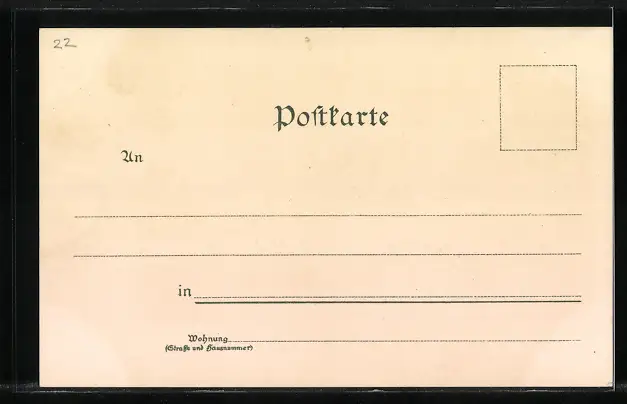 22
Postkarte
An
in
Wohnung
(Straße und Hausnummer)